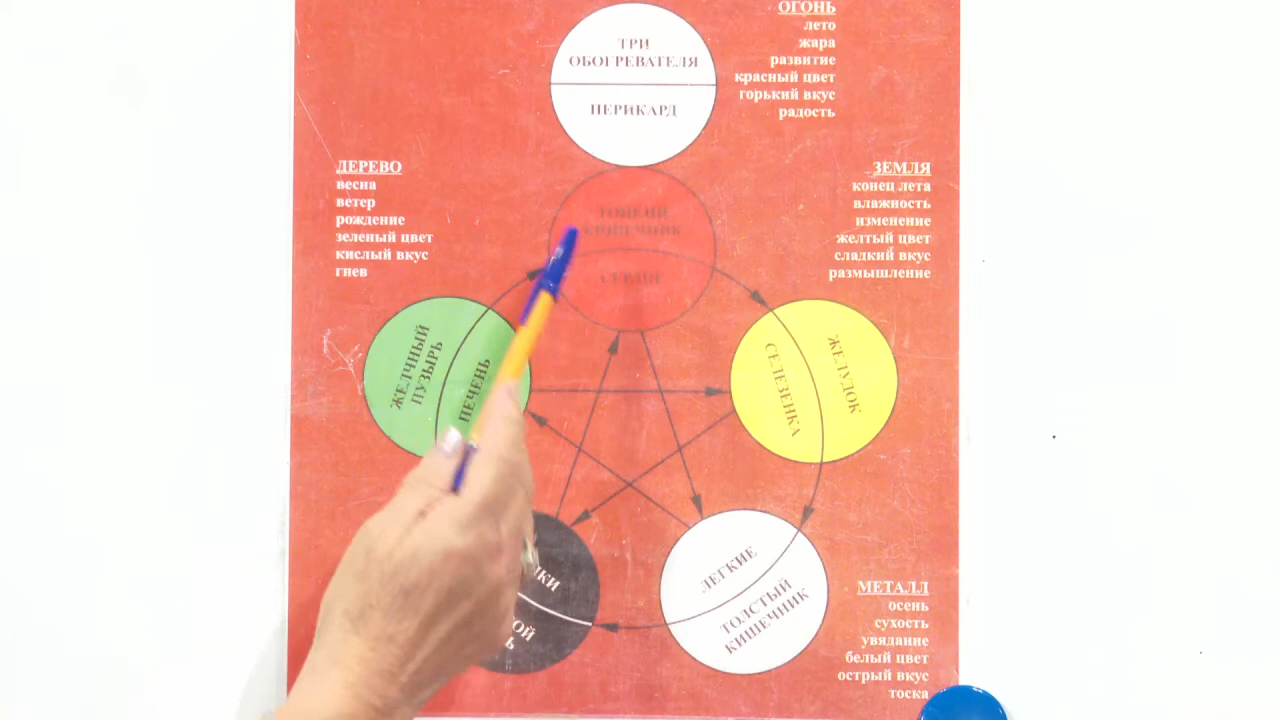 ОГОНЬ
лето
жара
развитие
красный цвет
горький вкус
радость
ТРИ
ОБОГРЕВАТЕЛЯ
ПЕРИКАРД
ДЕРЕВО
весна
ветер
рождение
зеленый цвет
кислый вкус
гнев
ЗЕМЛЯ
конец лета
влажность
изменение
желтый цвет
сладкий вкус
размышление
ТОНКИЙ
КИШЕЧНИК
ЖЕЛЧНЫЙ
ПУЗЫРЬ
ПЕЧЕНЬ
СЕЛЕЗЕНКА
ЖЕЛУДОК
ЛЕГКИЕ
ТОЛСТЫЙ
КИШЕЧНИК
МЕТАЛЛ
осень
сухость
увядание
белый цвет
острый вкус
тоска